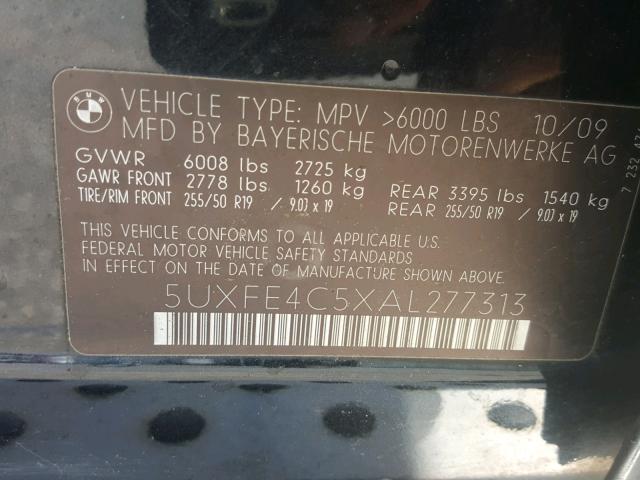 BMW
VEHICLE TYPE: MPV >6000 LBS 10/09
MFD BY BAYERISCHE MOTORENWERKE AG
GVWR 6008 lbs 2725 kg
GAWR FRONT 2778 lbs 1260 kg REAR 3395 lbs 1540 kg
TIRE/RIM FRONT 255/50 R19 / 9.0J x 19 REAR 255/50 R19 / 9.0J x 19
THIS VEHICLE CONFORMS TO ALL APPLICABLE U.S.
FEDERAL MOTOR VEHICLE SAFETY STANDARDS
IN EFFECT ON THE DATE OF MANUFACTURE SHOWN ABOVE.
5UXFE4C5XAL277313
7 232